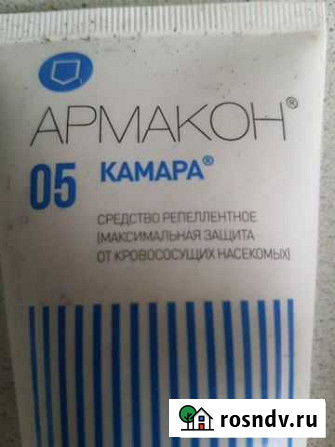 АРМАКОН®
05 КАМАРА®
СРЕДСТВО РЕПЕЛЛЕНТНОЕ
(МАКСИМАЛЬНАЯ ЗАЩИТА
ОТ КРОВОСОСУЩИХ НАСЕКОМЫХ)
rosndv.ru